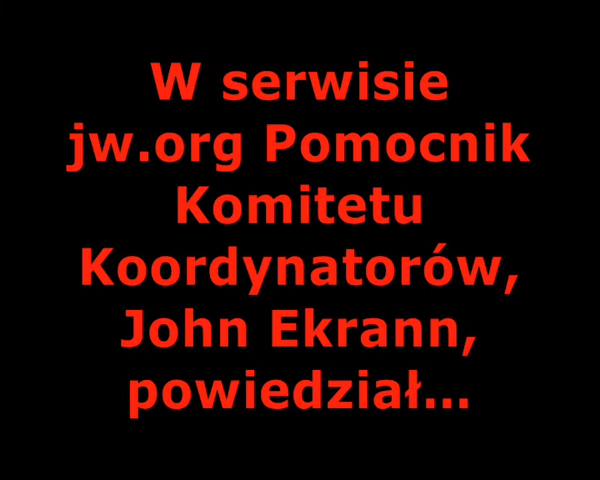 W serwisie
jw.org Pomocnik
Komitetu
Koordynatorów,
John Ekrann,
powiedział...